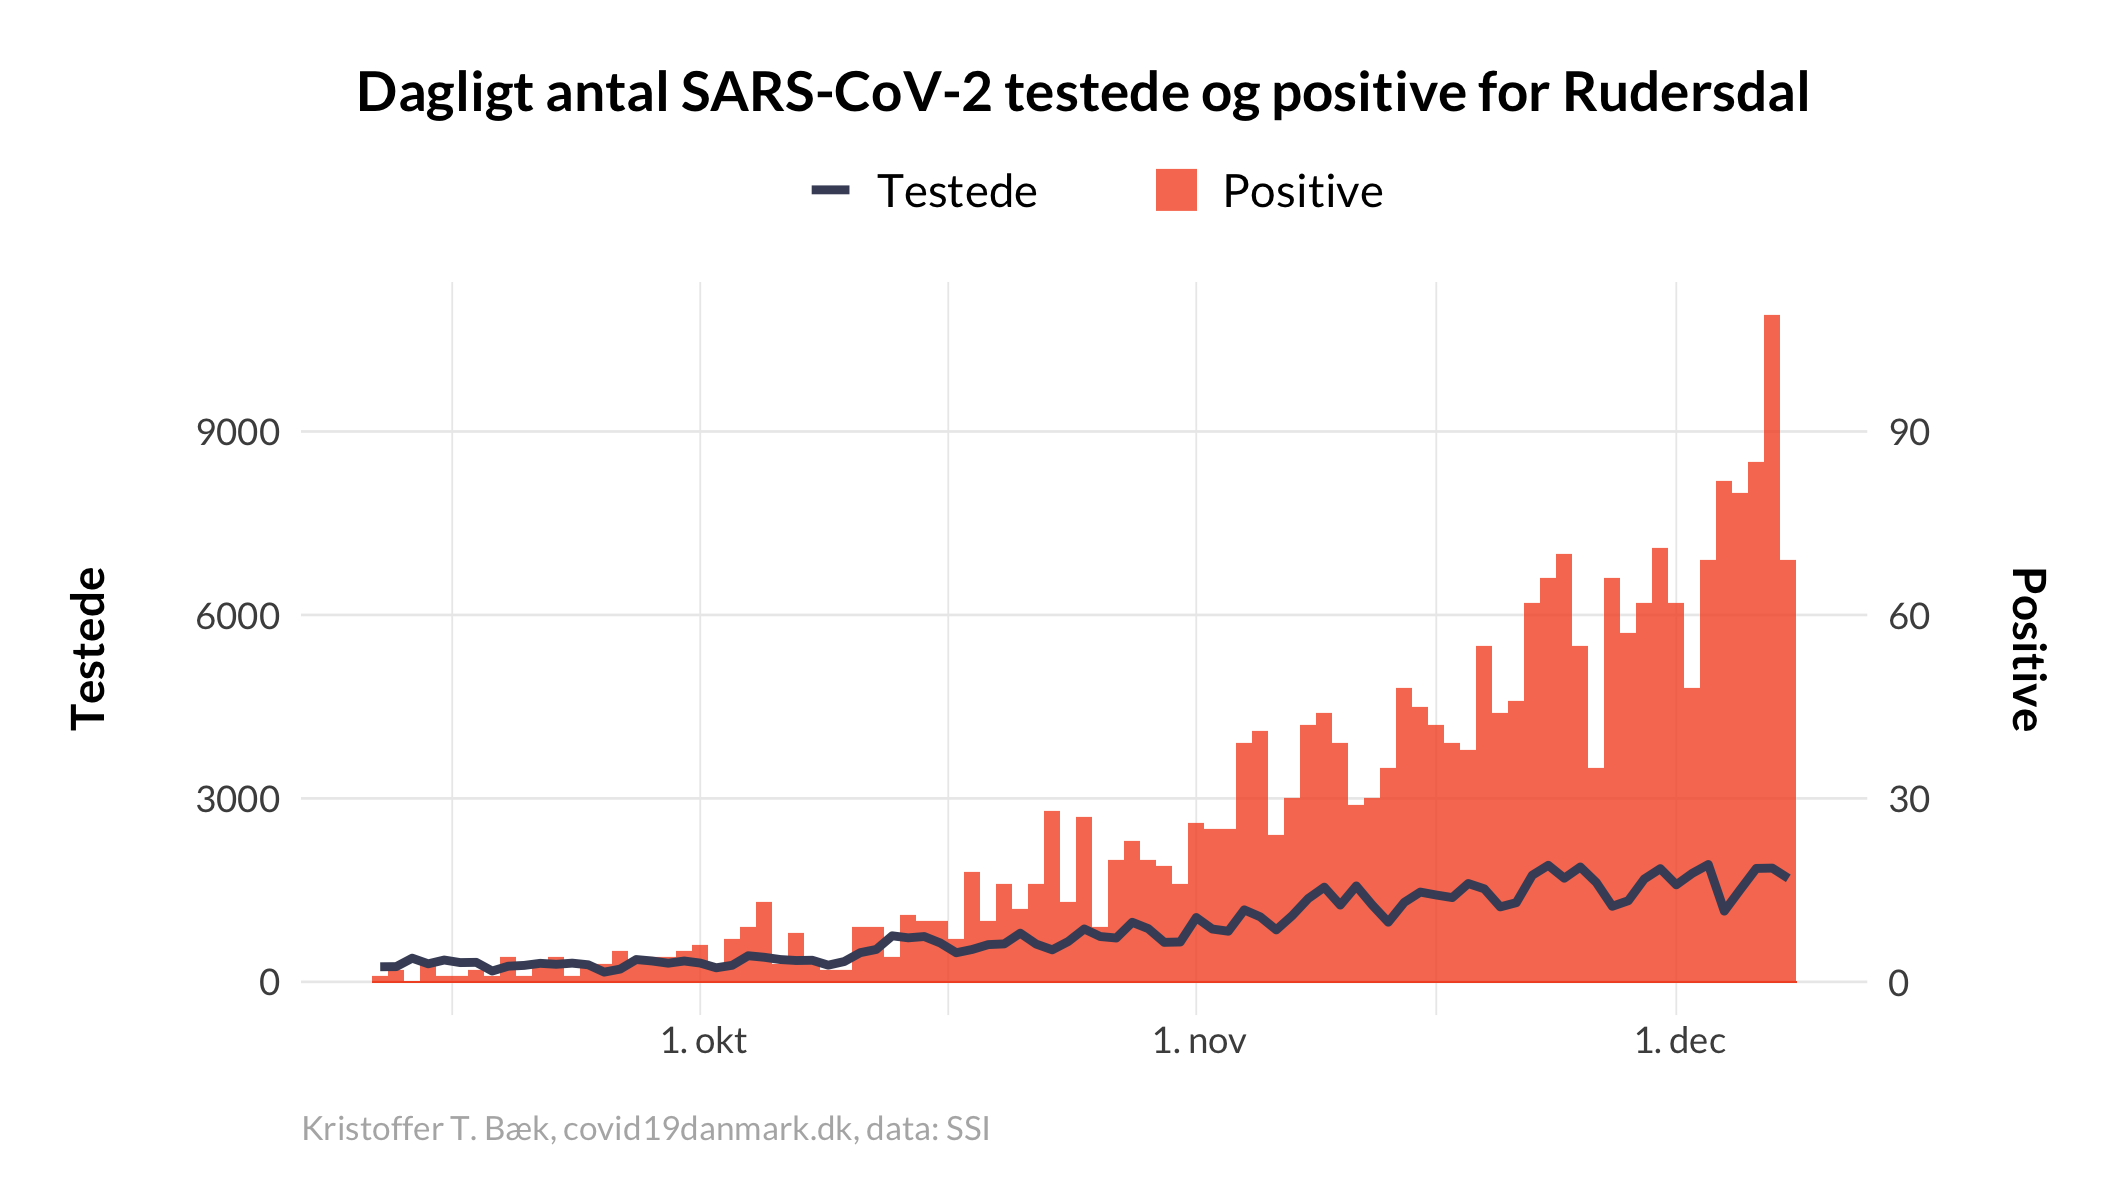 Dagligt antal SARS-CoV-2 testede og positive for Rudersdal
Testede Positive
9000 90
6000 60
3000 30
0 0
Testede
Positive
1. okt 1. nov 1. dec
Kristoffer T. Bæk, covid19danmark.dk, data: SSI